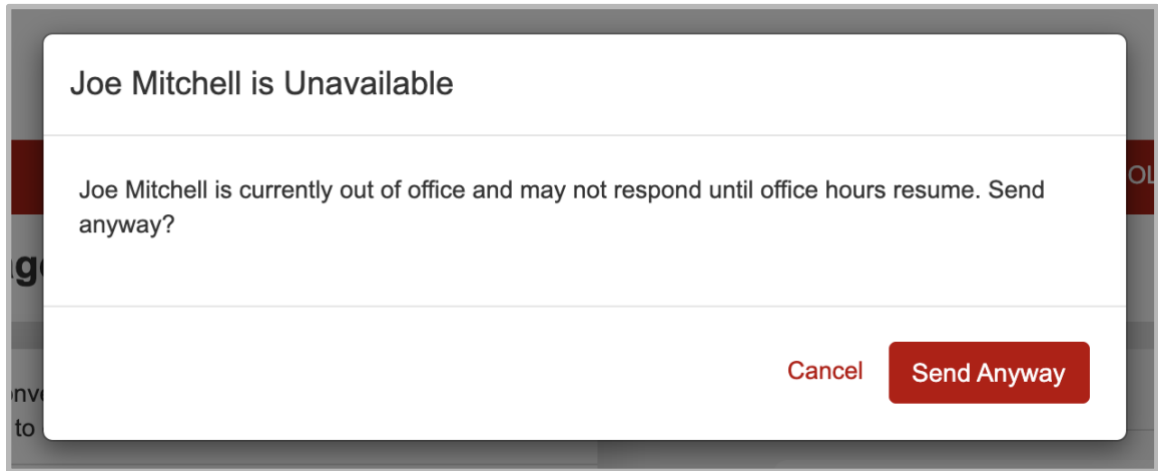 Joe Mitchell is Unavailable
Joe Mitchell is currently out of office and may not respond until office hours resume. Send
anyway?
Cancel
Send Anyway
to